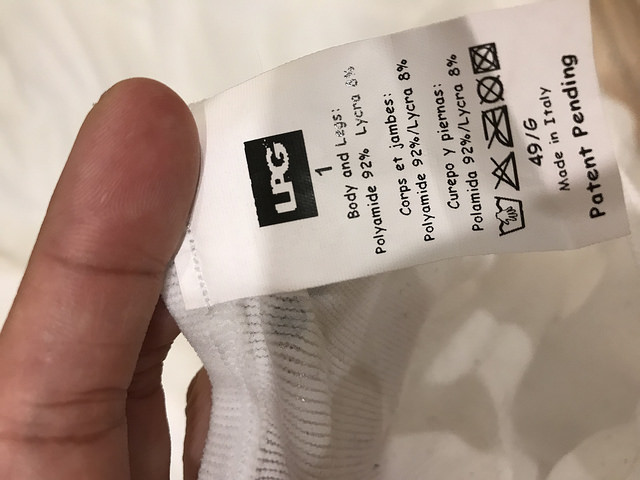 LPG
1
Body and Legs:
Polyamide 92% Lycra 8%
Corps et jambes:
Polyamide 92%/Lycra 8%
Curepo y piernas:
Polamida 92%/Lycra 8%
49/G
Made in Italy
Patent Pending